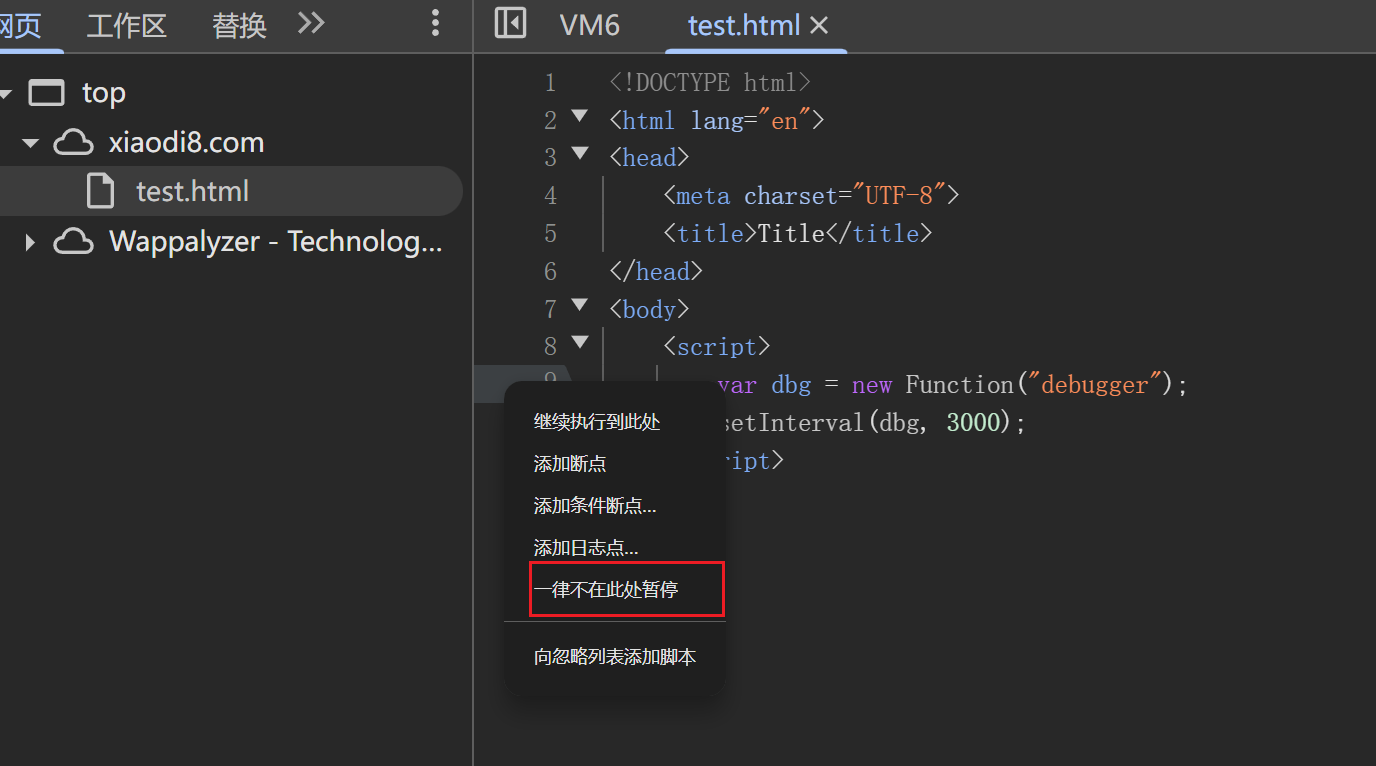 网页 工作区 替换
VM6 test.html
top
xiaodi8.com
test.html
Wappalyzer - Technolog...
1 <!DOCTYPE html>
2 <html lang="en">
3 <head>
4 <meta charset="UTF-8">
5 <title>Title</title>
6 </head>
7 <body>
8 <script>
9 var dbg = new Function("debugger");
setInterval(dbg, 3000);
ript>
继续执行到此处
添加断点
添加条件断点...
添加日志点...
一律不在此处暂停
向忽略列表添加脚本